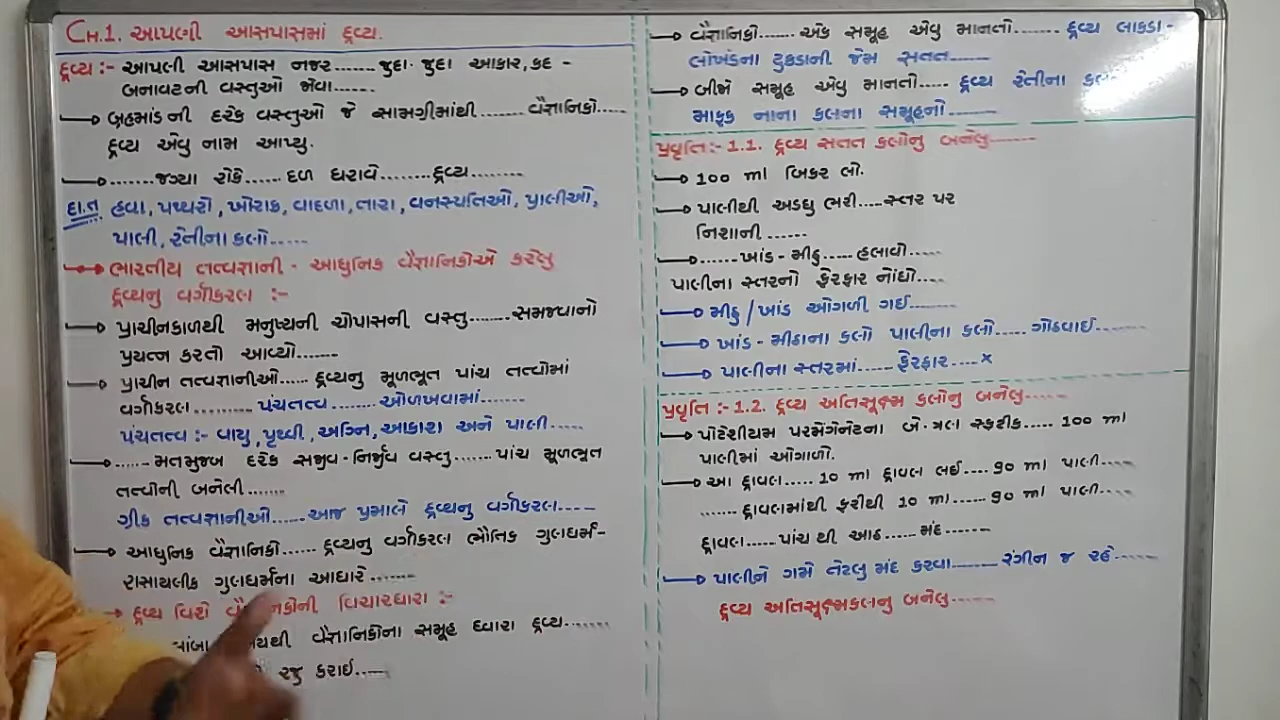 CH.1. આપણી આસપાસમાં દ્રવ્ય.
દ્રવ્ય :- આપણી આસપાસ નજર....... જુદા જુદા આકાર, કદ -
બનાવટની વસ્તુઓ જોવા......
બ્રહમાંડની દરેક વસ્તુઓ જે સામગ્રીમાંથી....... વૈજ્ઞાનિકો.....
દ્રવ્ય એવુ નામ આપ્યુ.
....... જગ્યા રોકે...... દળ ધરાવે........ દ્રવ્ય........
દા.ત હવા, પથ્થરો, ખોરાક, વાદળા, તારા, વનસ્પતિઓ, પ્રાણીઓ,
પાણી, રેતીના કણો.....
ભારતીય તત્વજ્ઞાની - આધુનિક વૈજ્ઞાનિકોએ કરેલુ
દ્રવ્યનુ વર્ગીકરણ :-
પ્રાચીનકાળથી મનુષ્યની ચોપાસની વસ્તુ....... સમજવાનો
પ્રયત્ન કરતો આવ્યો.......
પ્રાચીન તત્વજ્ઞાનીઓ...... દ્રવ્યનુ મૂળભૂત પાંચ તત્વોમાં
વર્ગીકરણ.......... પંચતત્વ........ ઓળખવામાં.......
પંચતત્વ :- વાયુ, પૃથ્વી, અગ્નિ, આકાશ અને પાણી.....
...... મતમુજબ દરેક સજીવ-નિર્જીવ વસ્તુ....... પાંચ મૂળભૂત
તત્વોની બનેલી.......
ગ્રીક તત્વજ્ઞાનીઓ...... આજ પ્રમાણે દ્રવ્યનુ વર્ગીકરણ.....
આધુનિક વૈજ્ઞાનિકો...... દ્રવ્યનુ વર્ગીકરણ ભૌતિક ગુણધર્મ-
રાસાયણીક ગુણધર્મના આધારે.......
દ્રવ્ય વિશે વૈજ્ઞાનિકોની વિચારધારા :-
વૈજ્ઞાનિકોના સમૂહ દ્વારા દ્રવ્ય.......
રજુ કરાઈ.....
વૈજ્ઞાનિકો....... એક સમૂહ એવુ માનતો........ દ્રવ્ય લાકડા -
લોખંડના ટુકડાની જેમ સતત.......
બીજો સમૂહ એવુ માનતો..... દ્રવ્ય રેતીના
માફક નાના કણના સમૂહનો........
પ્રવૃતિ :- 1.1. દ્રવ્ય સતત કણોનુ બનેલુ.......
100 ml બિકર લો.
પાણીથી અડધુ ભરી.... સ્તર પર
નિશાની ......
...... ખાંડ - મીઠુ..... હલાવો.....
પાણીના સ્તરનો ફેરફાર નોંધો....
મીઠુ / ખાંડ ઓગળી ગઈ.......
ખાંડ - મીઠાના કણો પાણીના કણો..... ગોઠવાઈ.......
પાણીના સ્તરમાં...... ફેરફાર.... x
પ્રવૃતિ :- 1.2. દ્રવ્ય અતિસૂક્ષ્મ કણોનુ બનેલુ.....
પોટેશીયમ પરમેંગેનેટના બે-ત્રણ સ્ફટીક..... 100 ml
પાણીમાં ઓગાળો.
આ દ્રાવણ..... 10 ml દ્રાવણ લઈ.... 90 ml પાણી....
....... દ્રાવણમાંથી ફરીથી 10 ml...... 90 ml પાણી....
દ્રાવણ..... પાંચ થી આઠ..... મંદ.......
પાણીને ગમે તેટલુ મંદ કરવા........ રંગીન જ રહે......
દ્રવ્ય અતિસૂક્ષ્મકણનુ બનેલુ.......